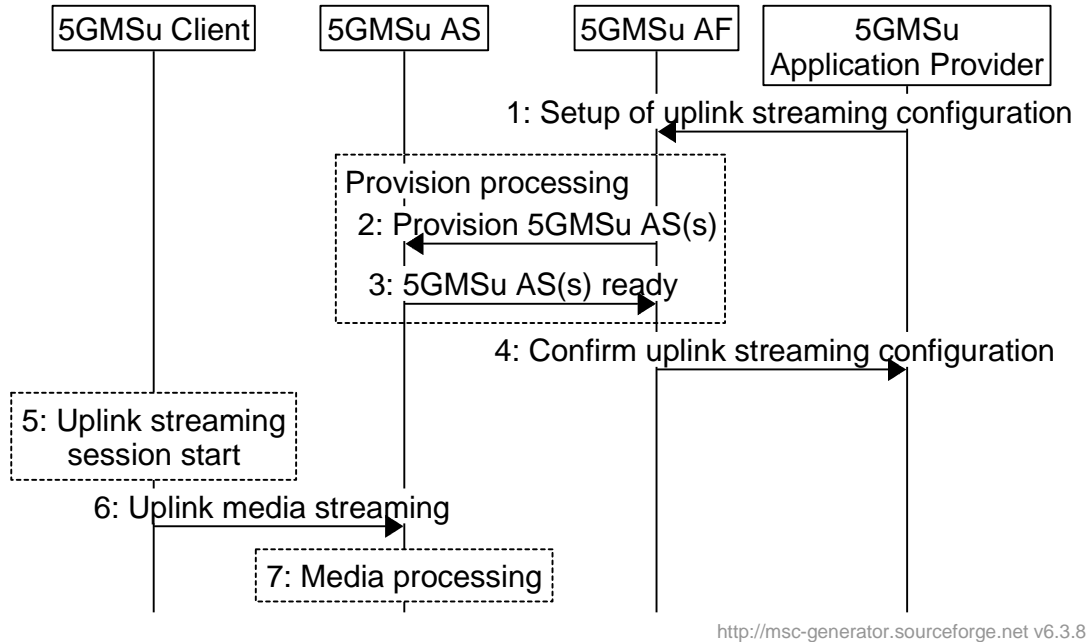 5GMSu Client
5GMSu AS
5GMSu AF
5GMSu
Application Provider
1: Setup of uplink streaming configuration
Provision processing
2: Provision 5GMSu AS(s)
3: 5GMSu AS(s) ready
4: Confirm uplink streaming configuration
5: Uplink streaming
session start
6: Uplink media streaming
7: Media processing
http://msc-generator.sourceforge.net v6.3.8